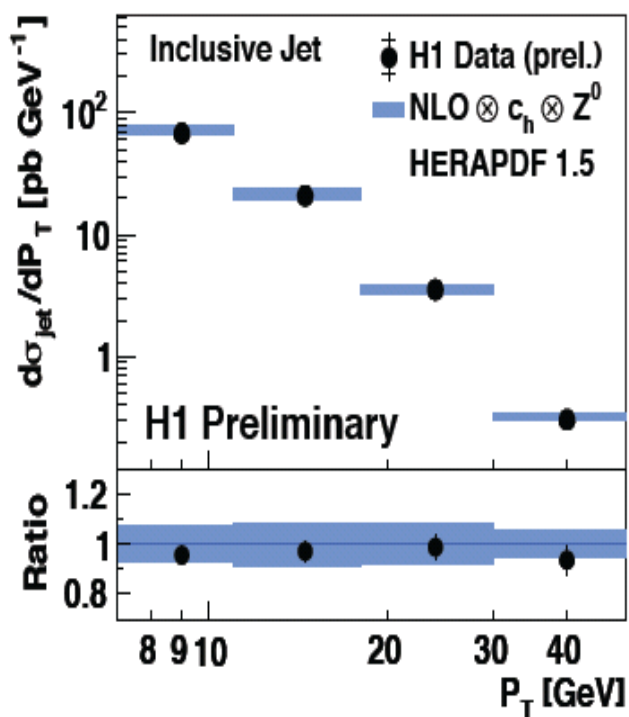 Inclusive Jet
H1 Data (prel.)
NLO ⊗ c_h ⊗ Z^0
HERAPDF 1.5
dσ_jet/dP_T [pb GeV^-1]
10^2
10
1
H1 Preliminary
Ratio
1.2
1
0.8
8 9 10 20 30 40
P_T [GeV]